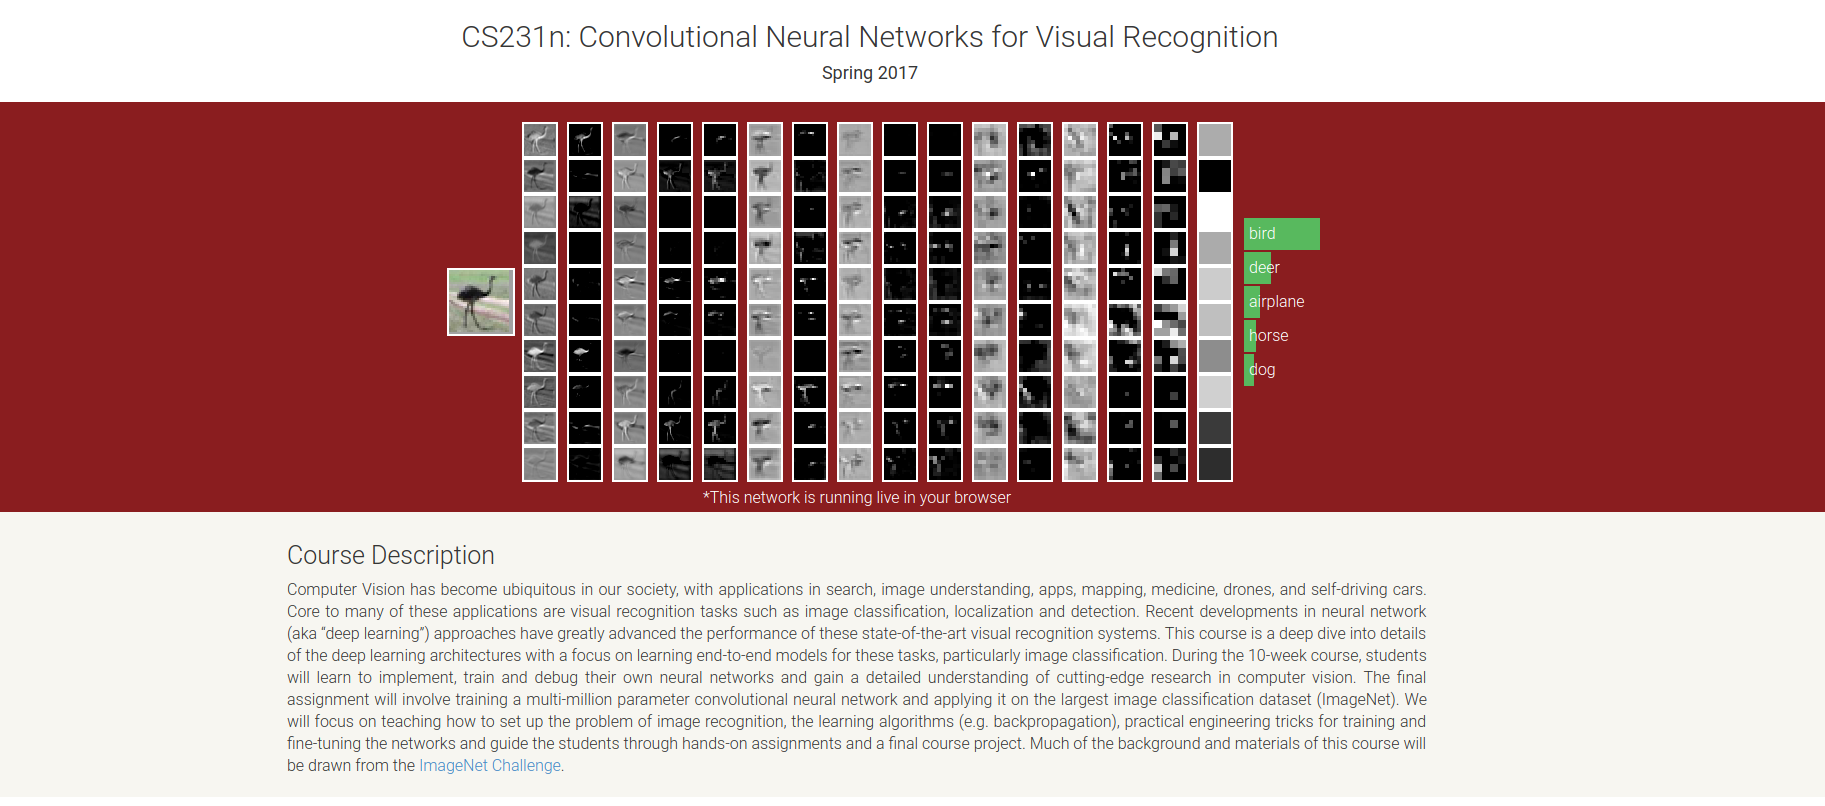 CS231n: Convolutional Neural Networks for Visual Recognition
Spring 2017
bird
deer
airplane
horse
dog
*This network is running live in your browser
Course Description
Computer Vision has become ubiquitous in our society, with applications in search, image understanding, apps, mapping, medicine, drones, and self-driving cars.
Core to many of these applications are visual recognition tasks such as image classification, localization and detection. Recent developments in neural network
(aka “deep learning”) approaches have greatly advanced the performance of these state-of-the-art visual recognition systems. This course is a deep dive into details
of the deep learning architectures with a focus on learning end-to-end models for these tasks, particularly image classification. During the 10-week course, students
will learn to implement, train and debug their own neural networks and gain a detailed understanding of cutting-edge research in computer vision. The final
assignment will involve training a multi-million parameter convolutional neural network and applying it on the largest image classification dataset (ImageNet). We
will focus on teaching how to set up the problem of image recognition, the learning algorithms (e.g. backpropagation), practical engineering tricks for training and
fine-tuning the networks and guide the students through hands-on assignments and a final course project. Much of the background and materials of this course will
be drawn from the ImageNet Challenge.